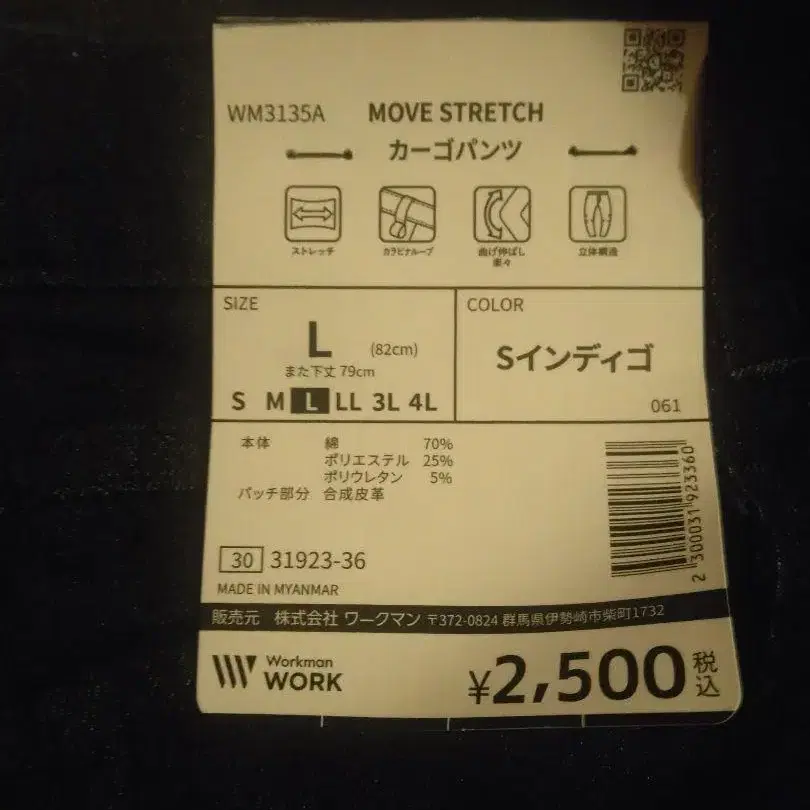 WM3135A MOVE STRETCH
カーゴパンツ
ストレッチ カラビナループ 曲げ伸ばし 立体構造
楽々
SIZE
L (82cm)
また下丈 79cm
S M L LL 3L 4L
COLOR
Sインディゴ
061
本体 綿 70%
ポリエステル 25%
ポリウレタン 5%
パッチ部分 合成皮革
2 300031 923360
30 31923-36
MADE IN MYANMAR
販売元 株式会社 ワークマン 〒372-0824 群馬県伊勢崎市柴町1732
Workman
WORK
¥2,500 税込